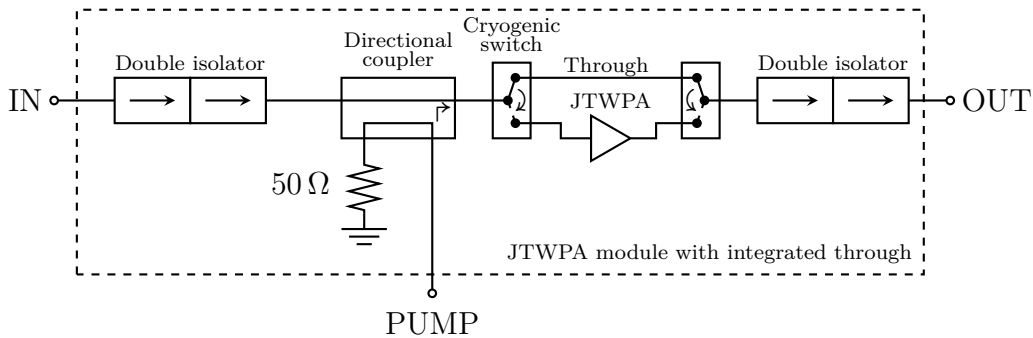 Cryogenic
switch
Directional
coupler
Double isolator
Through
Double isolator
IN
JTWPA
OUT
50 Ω
JTWPA module with integrated through
PUMP